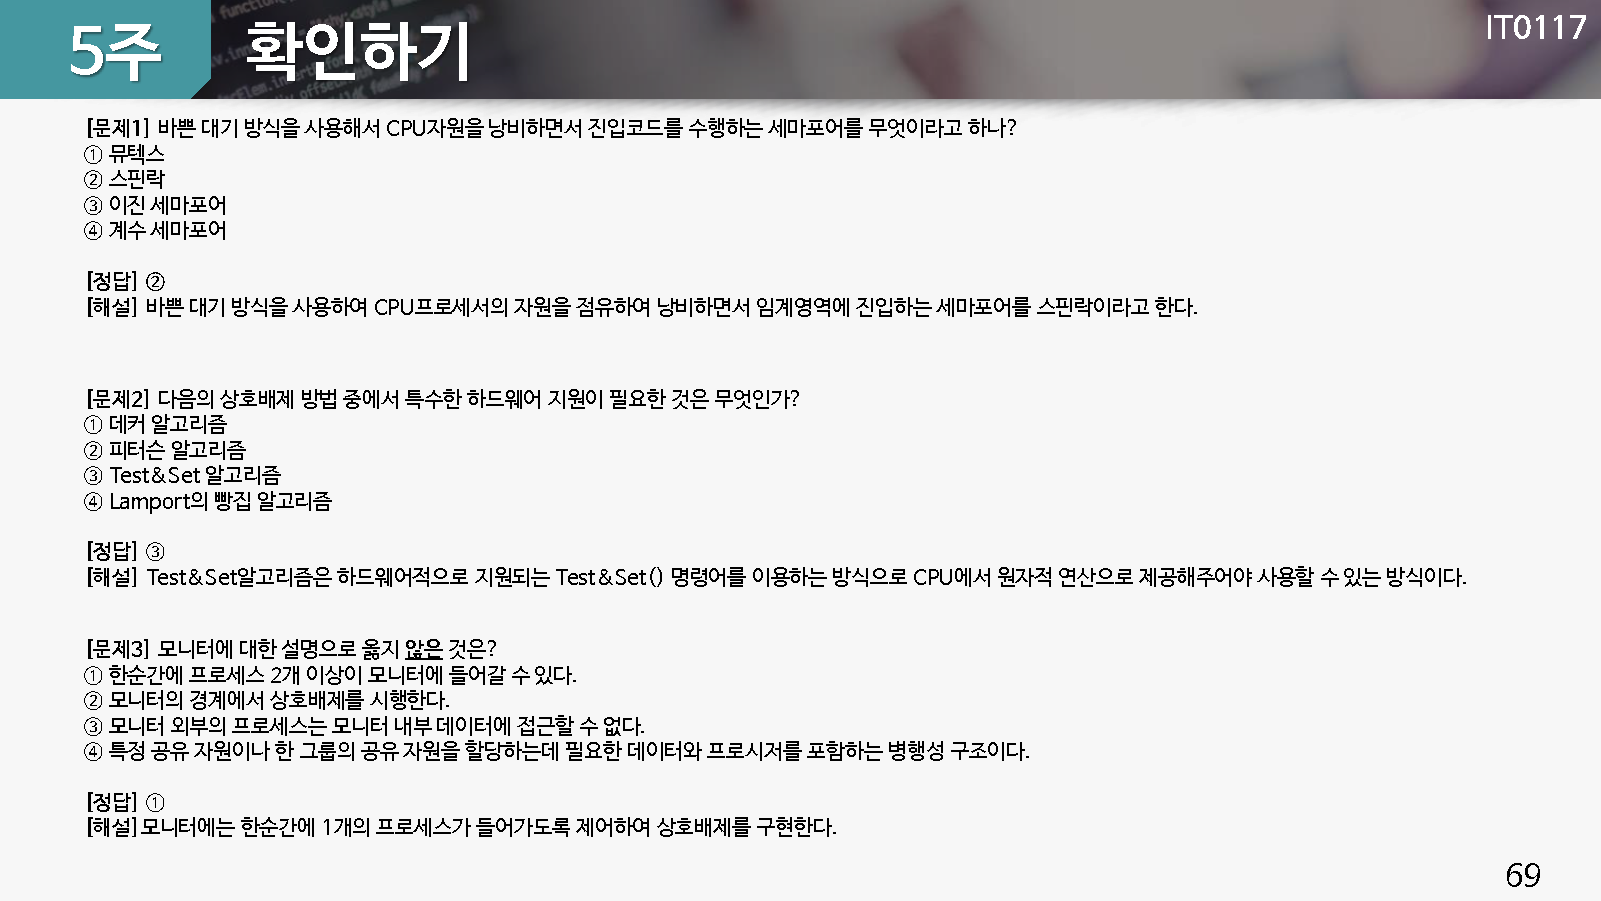 5주 확인하기
IT0117
[문제1] 바쁜 대기 방식을 사용해서 CPU자원을 낭비하면서 진입코드를 수행하는 세마포어를 무엇이라고 하나?
① 뮤텍스
② 스핀락
③ 이진 세마포어
④ 계수 세마포어
[정답] ②
[해설] 바쁜 대기 방식을 사용하여 CPU프로세서의 자원을 점유하여 낭비하면서 임계영역에 진입하는 세마포어를 스핀락이라고 한다.
[문제2] 다음의 상호배제 방법 중에서 특수한 하드웨어 지원이 필요한 것은 무엇인가?
① 데커 알고리즘
② 피터슨 알고리즘
③ Test&Set 알고리즘
④ Lamport의 빵집 알고리즘
[정답] ③
[해설] Test&Set알고리즘은 하드웨어적으로 지원되는 Test&Set() 명령어를 이용하는 방식으로 CPU에서 원자적 연산으로 제공해주어야 사용할 수 있는 방식이다.
[문제3] 모니터에 대한 설명으로 옳지 않은 것은?
① 한순간에 프로세스 2개 이상이 모니터에 들어갈 수 있다.
② 모니터의 경계에서 상호배제를 시행한다.
③ 모니터 외부의 프로세스는 모니터 내부 데이터에 접근할 수 없다.
④ 특정 공유 자원이나 한 그룹의 공유 자원을 할당하는데 필요한 데이터와 프로시저를 포함하는 병행성 구조이다.
[정답] ①
[해설]모니터에는 한순간에 1개의 프로세스가 들어가도록 제어하여 상호배제를 구현한다.
69